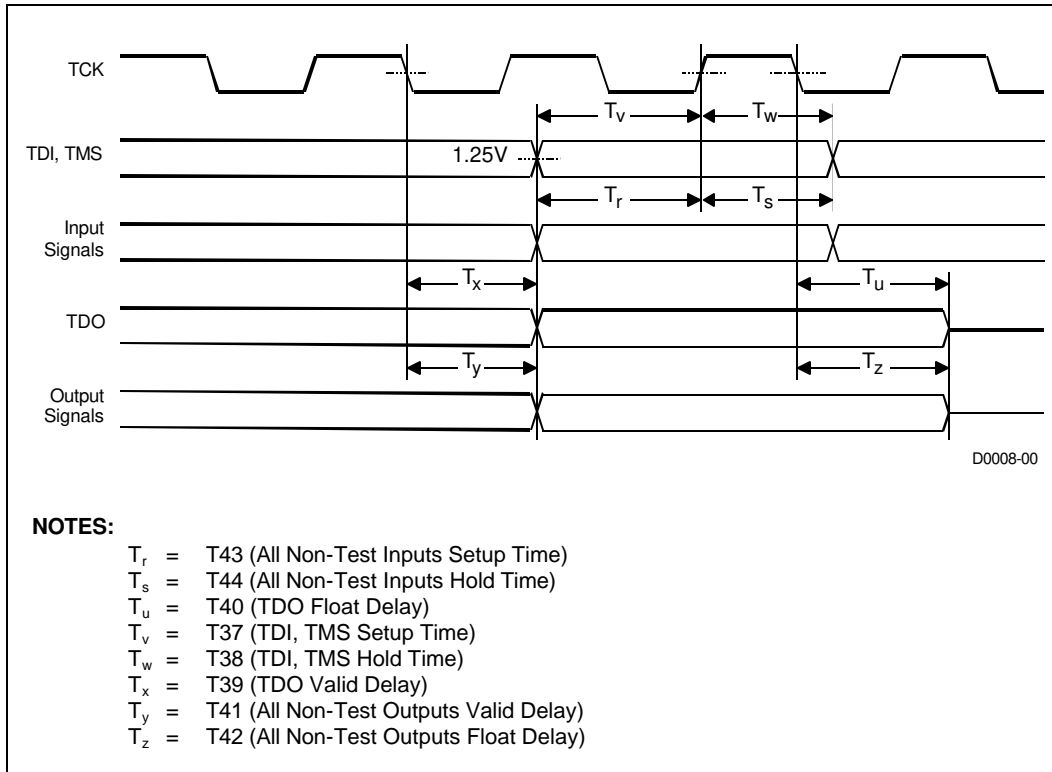 TCK
Tv
Tw
TDI, TMS
1.25V
Tr
Ts
Input
Signals
Tx
Tu
TDO
Ty
Tz
Output
Signals
D0008-00
NOTES:
Tr = T43 (All Non-Test Inputs Setup Time)
Ts = T44 (All Non-Test Inputs Hold Time)
Tu = T40 (TDO Float Delay)
Tv = T37 (TDI, TMS Setup Time)
Tw = T38 (TDI, TMS Hold Time)
Tx = T39 (TDO Valid Delay)
Ty = T41 (All Non-Test Outputs Valid Delay)
Tz = T42 (All Non-Test Outputs Float Delay)